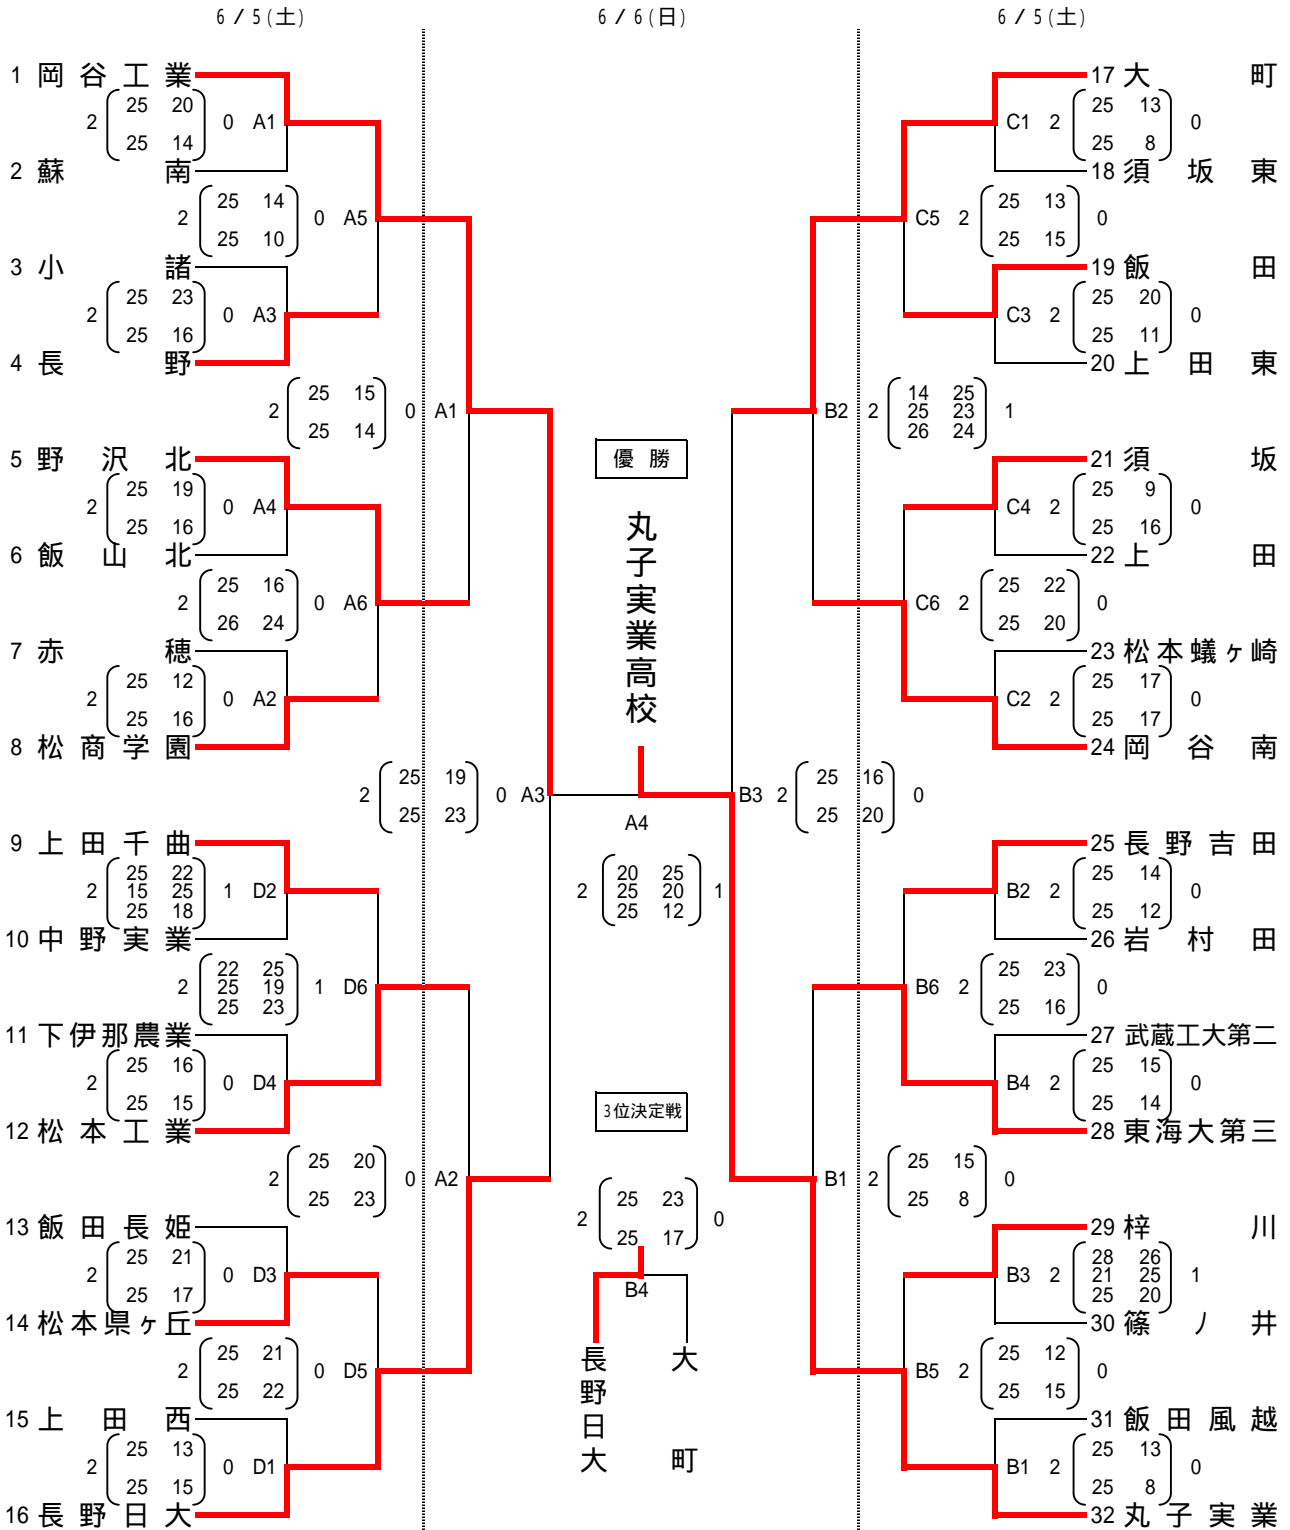 6/5(土)
6/6(日)
6/5(土)
1 岡谷工業
2 25 20 0 A1
25 14
2 蘇南
2 25 14 0 A5
25 10
3 小諸
2 25 23 0 A3
25 16
4 長野
2 25 15 0 A1
25 14
5 野沢北
2 25 19 0 A4
25 16
6 飯山北
2 25 16 0 A6
26 24
7 赤穂
2 25 12 0 A2
25 16
8 松商学園
2 25 19 0 A3
25 23
9 上田千曲
25 22
2 15 25 1 D2
25 18
10 中野実業
22 25
2 25 19 1 D6
25 23
11 下伊那農業
2 25 16 0 D4
25 15
12 松本工業
2 25 20 0 A2
25 23
13 飯田長姫
2 25 21 0 D3
25 17
14 松本県ヶ丘
2 25 21 0 D5
25 22
15 上田西
2 25 13 0 D1
25 15
16 長野日大
優勝
丸子実業高校
A4
20 25
2 25 20 1
25 12
3位決定戦
2 25 23 0
25 17
B4
長野日大
大町
17 大町
C1 2 25 13 0
25 8
18 須坂東
C5 2 25 13 0
25 15
19 飯田
C3 2 25 20 0
25 11
20 上田東
14 25
B2 2 25 23 1
26 24
21 須坂
C4 2 25 9 0
25 16
22 上田
C6 2 25 22 0
25 20
23 松本蟻ヶ崎
C2 2 25 17 0
25 17
24 岡谷南
B3 2 25 16 0
25 20
25 長野吉田
B2 2 25 14 0
25 12
26 岩村田
B6 2 25 23 0
25 16
27 武蔵工大第二
B4 2 25 15 0
25 14
28 東海大第三
B1 2 25 15 0
25 8
29 梓川
28 26
B3 2 21 25 1
25 20
30 篠ノ井
B5 2 25 12 0
25 15
31 飯田風越
B1 2 25 13 0
25 8
32 丸子実業